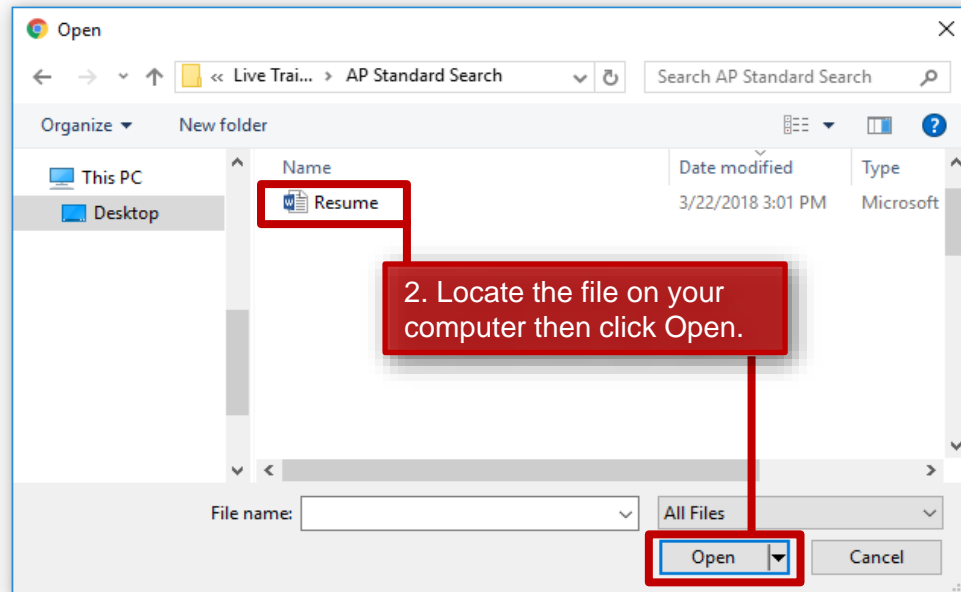 Open
« Live Trai... > AP Standard Search
Search AP Standard Search
Organize
New folder
?
This PC
Desktop
Name
Date modified
Type
Resume
3/22/2018 3:01 PM
Microsoft
2. Locate the file on your
computer then click Open.
File name:
All Files
Open
Cancel